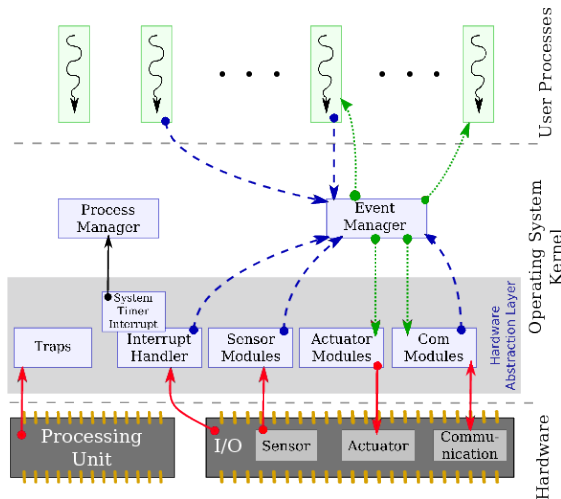 User Processes
Process
Manager
Event
Manager
Operating System
Kernel
System
Timer
Interrupt
Traps
Interrupt
Handler
Sensor
Modules
Actuator
Modules
Com
Modules
Hardware
Abstraction Layer
Processing
Unit
I/O
Sensor
Actuator
Commu-
nication
Hardware